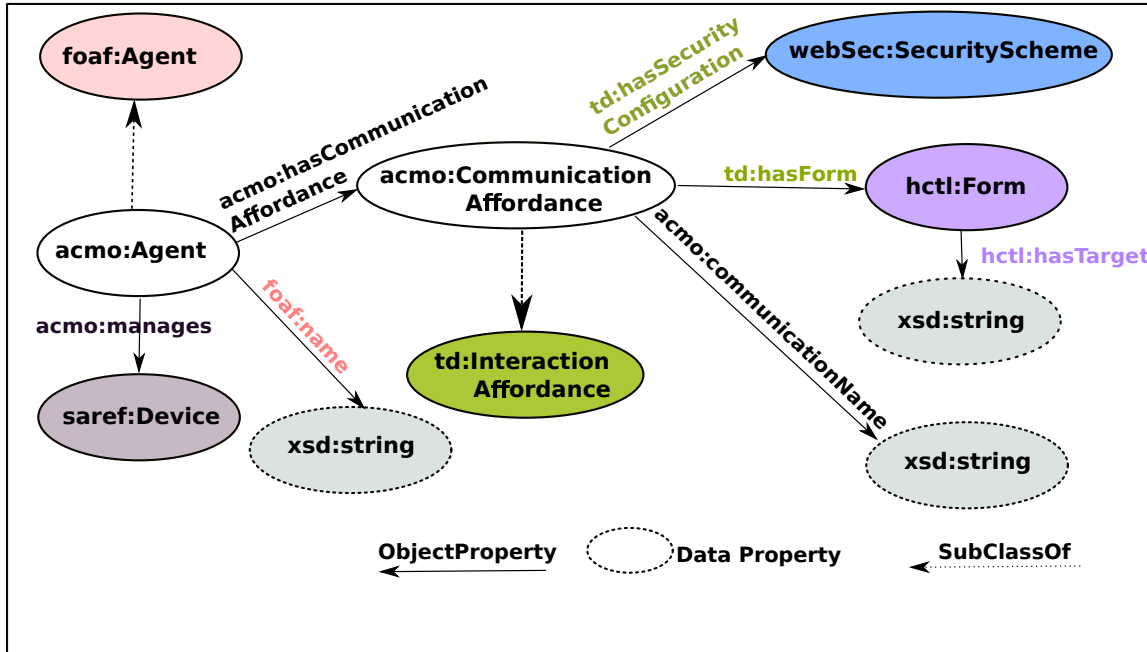 foaf:Agent
webSec:SecurityScheme
td:hasSecurity
Configuration
acmo:hasCommunication
Affordance
acmo:Communication
Affordance
td:hasForm
hctl:Form
acmo:Agent
hctl:hasTarget
acmo:communicationName
foaf:name
acmo:manages
xsd:string
td:Interaction
Affordance
saref:Device
xsd:string
xsd:string
ObjectProperty
Data Property
SubClassOf